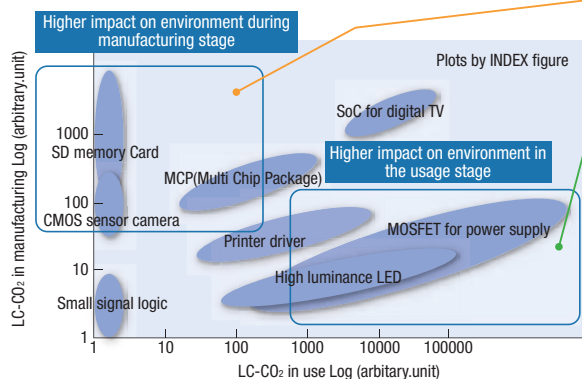 Higher impact on environment during
manufacturing stage
Plots by INDEX figure
SoC for digital TV
SD memory Card
Higher impact on environment in
the usage stage
MCP(Multi Chip Package)
CMOS sensor camera
MOSFET for power supply
Printer driver
High luminance LED
Small signal logic
LC-CO₂ in manufacturing Log (arbitrary.unit)
1000
100
10
1
1 10 100 1000 10000 100000
LC-CO₂ in use Log (arbitary.unit)